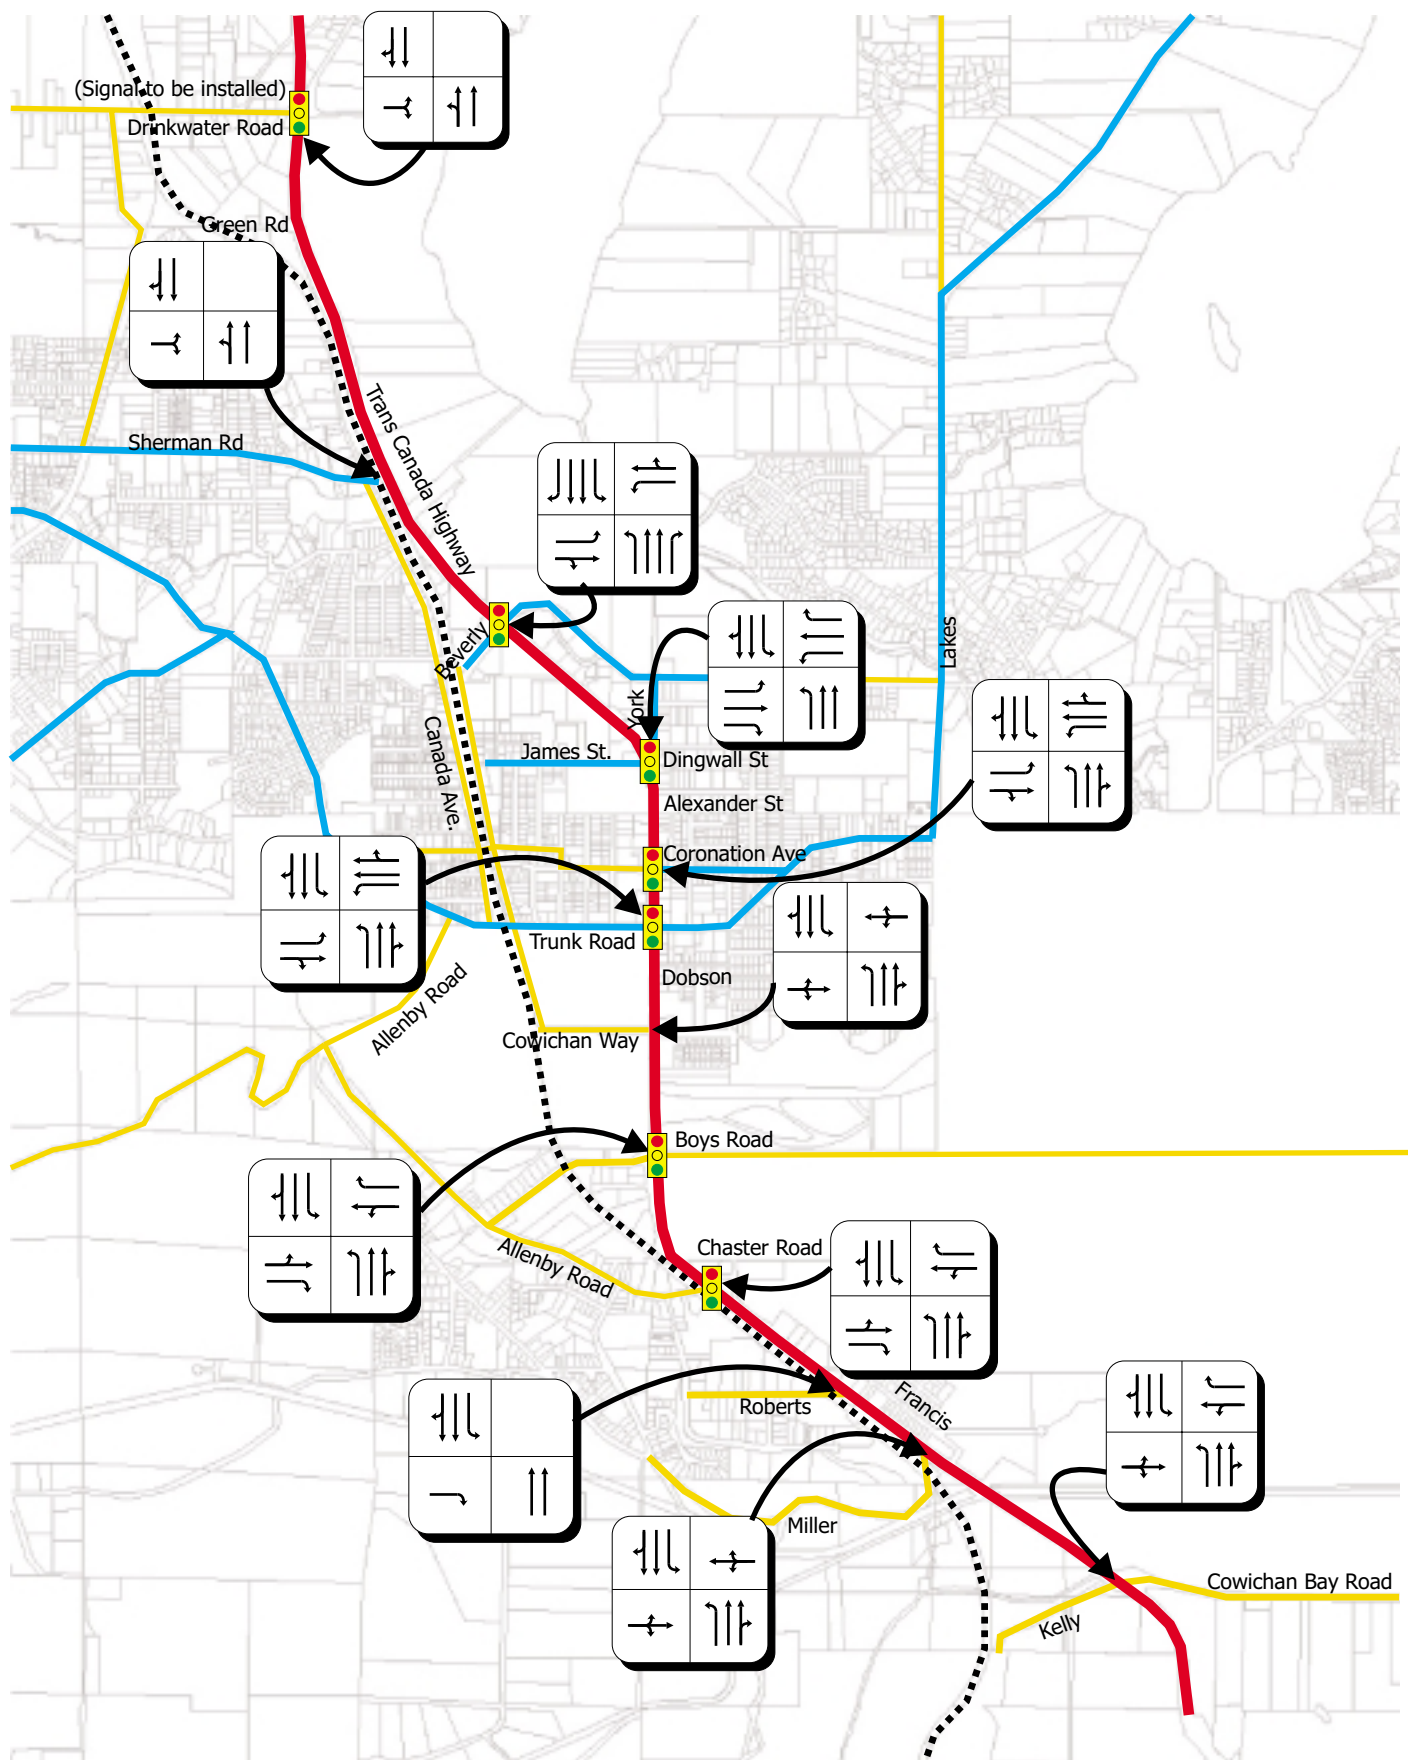 (Signal to be installed)
Drinkwater Road
Green Rd
Trans Canada Highway
Sherman Rd
Beverly
Lakes
York
Canada Ave.
James St.
Dingwall St
Alexander St
Coronation Ave
Trunk Road
Dobson
Allenby Road
Cowichan Way
Boys Road
Chaster Road
Allenby Road
Roberts
Francis
Miller
Cowichan Bay Road
Kelly